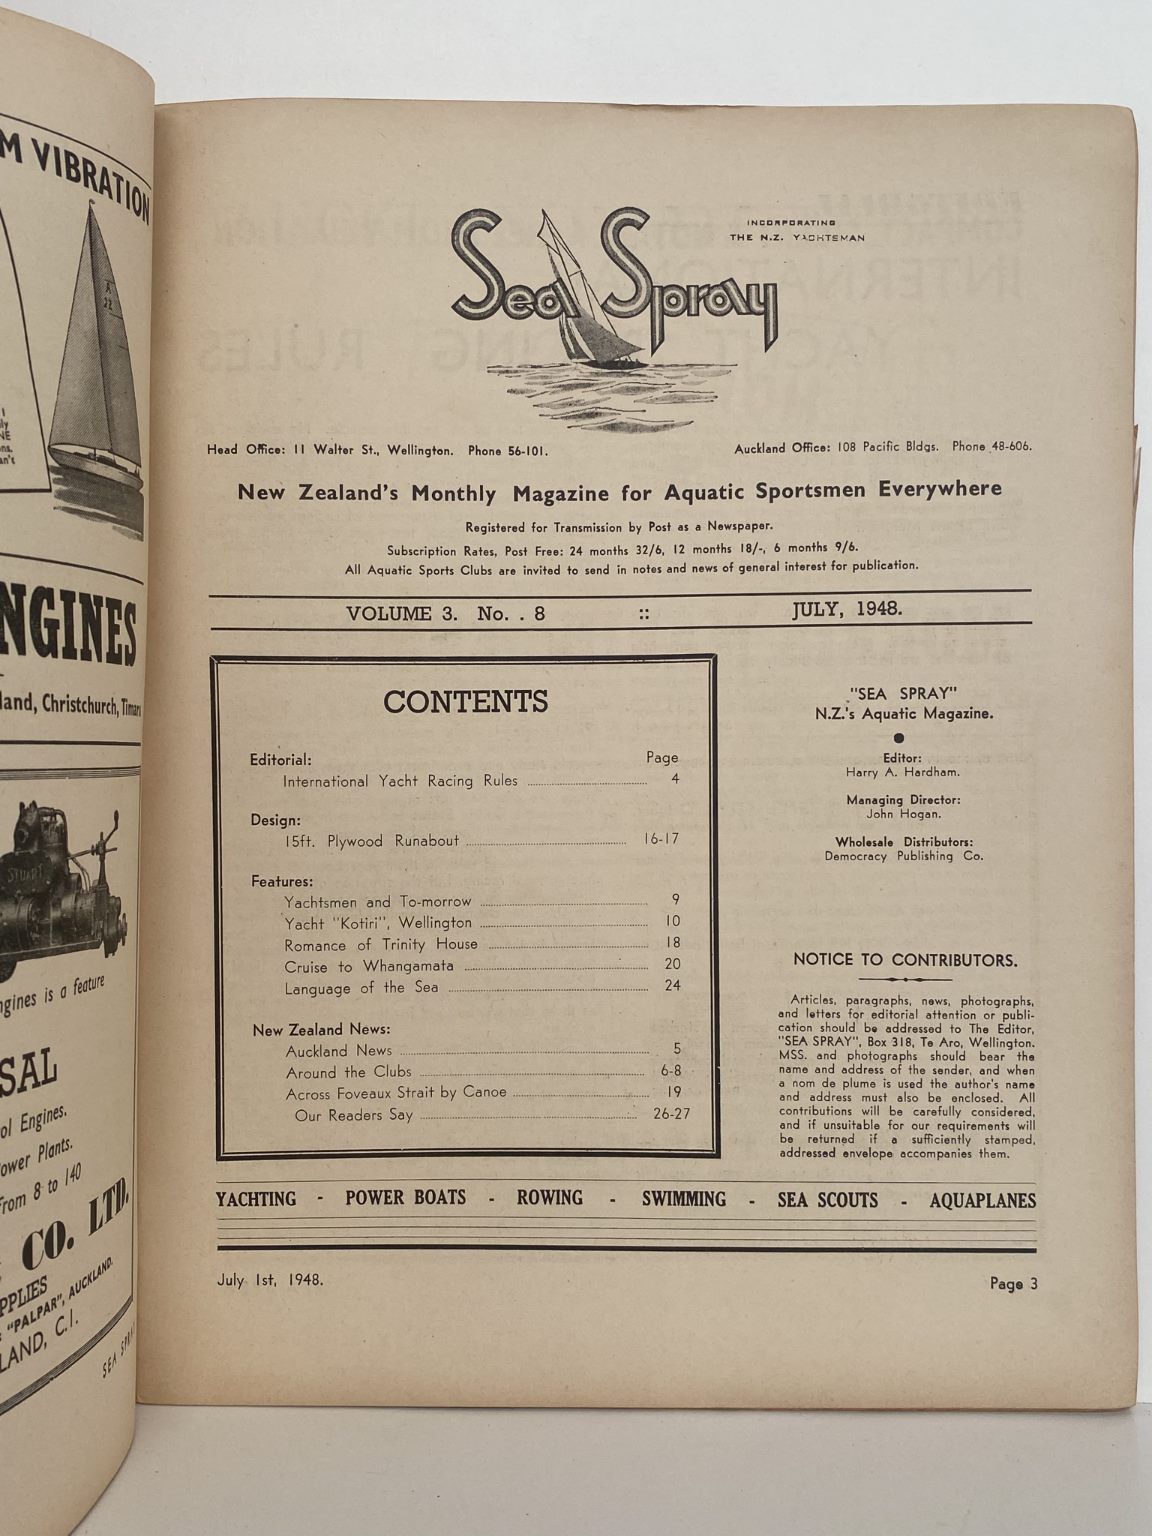 M VIBRATION
A
22
NGINES
land, Christchurch, Timaru
STUART
ngines is a feature
SAL
ol Engines.
ower Plants.
From 8 to 140
CO. LTD.
PPLIES
"PALPAR", AUCKLAND.
LAND, C.1.
Sea Spray
INCORPORATING
THE N.Z. YACHTSMAN
Head Office: 11 Walter St., Wellington. Phone 56-101.
Auckland Office: 108 Pacific Bldgs. Phone 48-606.
New Zealand's Monthly Magazine for Aquatic Sportsmen Everywhere
Registered for Transmission by Post as a Newspaper.
Subscription Rates, Post Free: 24 months 32/6, 12 months 18/-, 6 months 9/6.
All Aquatic Sports Clubs are invited to send in notes and news of general interest for publication.
VOLUME 3. No. . 8 :: JULY, 1948.
CONTENTS
Editorial: Page
International Yacht Racing Rules 4
Design:
15ft. Plywood Runabout 16-17
Features:
Yachtsmen and To-morrow 9
Yacht "Kotiri", Wellington 10
Romance of Trinity House 18
Cruise to Whangamata 20
Language of the Sea 24
New Zealand News:
Auckland News 5
Around the Clubs 6-8
Across Foveaux Strait by Canoe 19
Our Readers Say 26-27
"SEA SPRAY"
N.Z.'s Aquatic Magazine.
Editor:
Harry A. Hardham.
Managing Director:
John Hogan.
Wholesale Distributors:
Democracy Publishing Co.
NOTICE TO CONTRIBUTORS.
Articles, paragraphs, news, photographs,
and letters for editorial attention or publi-
cation should be addressed to The Editor,
"SEA SPRAY", Box 318, Te Aro, Wellington.
MSS. and photographs should bear the
name and address of the sender, and when
a nom de plume is used the author's name
and address must also be enclosed. All
contributions will be carefully considered,
and if unsuitable for our requirements will
be returned if a sufficiently stamped,
addressed envelope accompanies them.
YACHTING - POWER BOATS - ROWING - SWIMMING - SEA SCOUTS - AQUAPLANES
July 1st, 1948.
Page 3